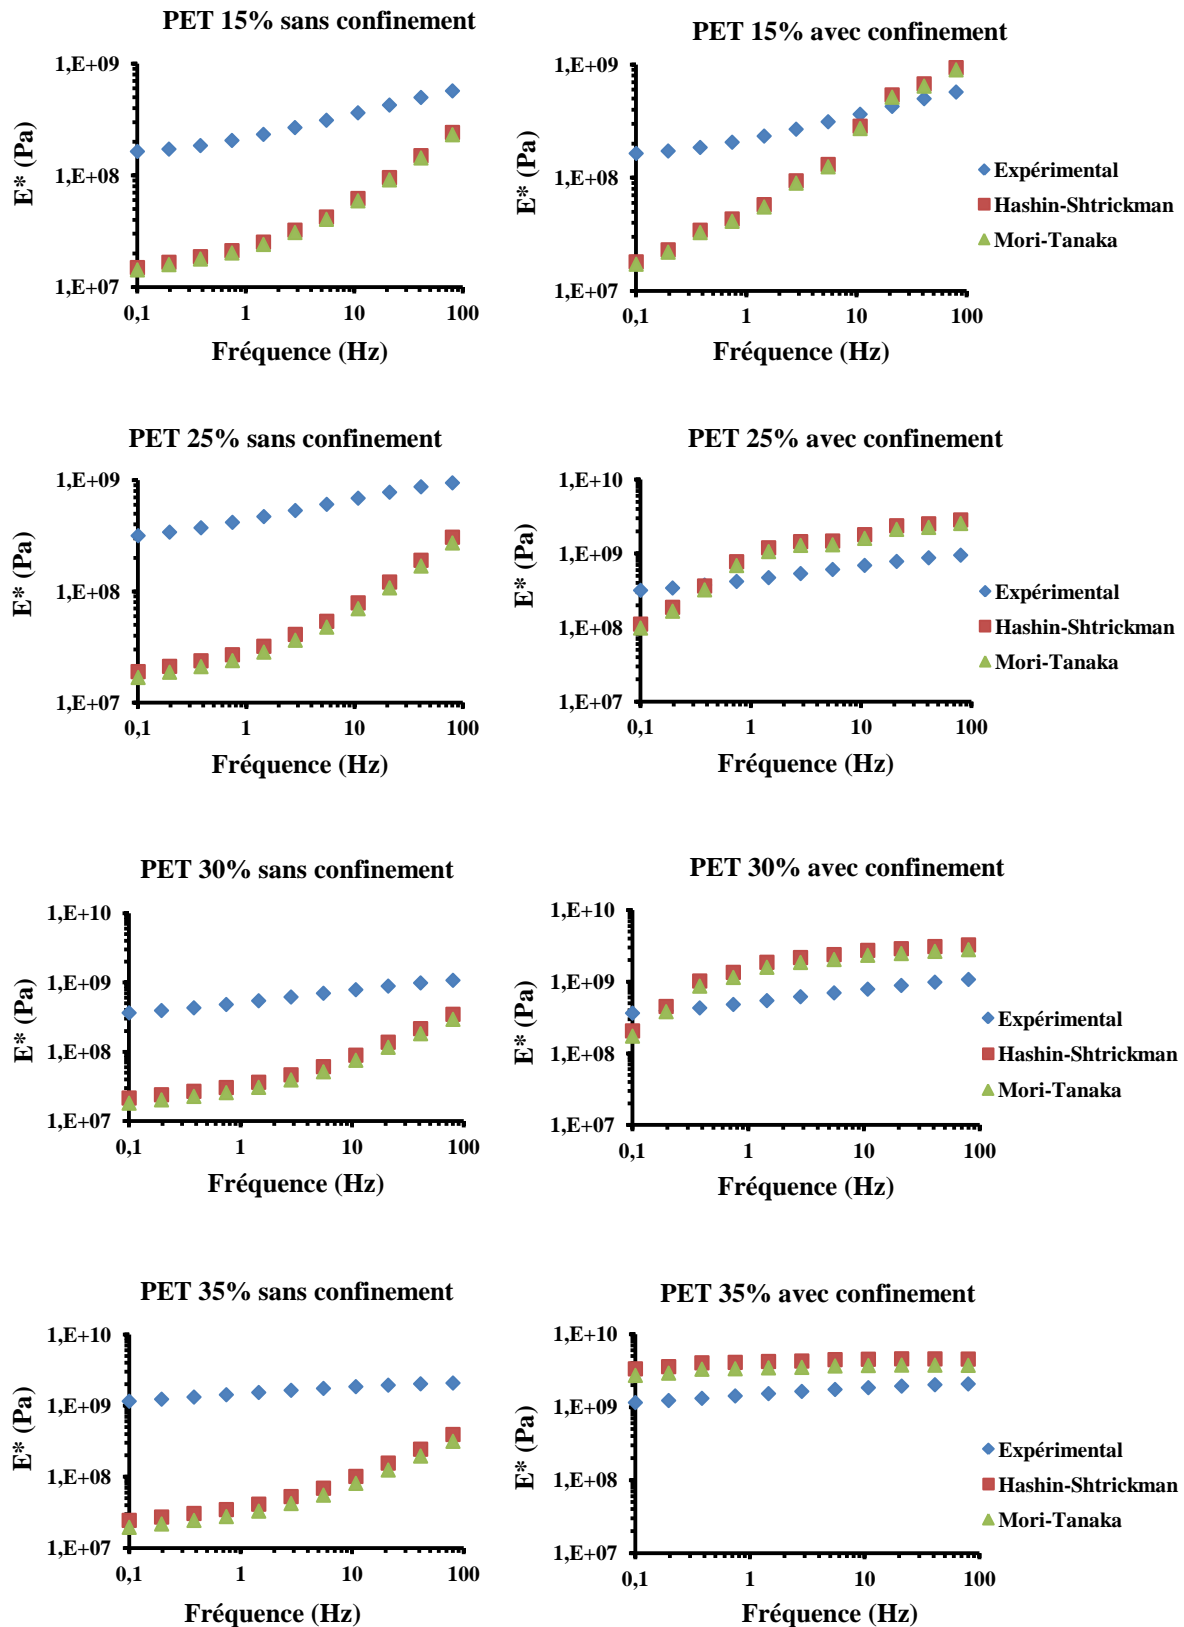 PET 15% sans confinement
1,E+09
1,E+08
1,E+07
E* (Pa)
0,1 1 10 100
Fréquence (Hz)
PET 15% avec confinement
1,E+09
1,E+08
1,E+07
E* (Pa)
0,1 1 10 100
Fréquence (Hz)
Expérimental
Hashin-Shtrickman
Mori-Tanaka
PET 25% sans confinement
1,E+09
1,E+08
1,E+07
E* (Pa)
0,1 1 10 100
Fréquence (Hz)
PET 25% avec confinement
1,E+10
1,E+09
1,E+08
1,E+07
E* (Pa)
0,1 1 10 100
Fréquence (Hz)
Expérimental
Hashin-Shtrickman
Mori-Tanaka
PET 30% sans confinement
1,E+10
1,E+09
1,E+08
1,E+07
E* (Pa)
0,1 1 10 100
Fréquence (Hz)
PET 30% avec confinement
1,E+10
1,E+09
1,E+08
1,E+07
E* (Pa)
0,1 1 10 100
Fréquence (Hz)
Expérimental
Hashin-Shtrickman
Mori-Tanaka
PET 35% sans confinement
1,E+10
1,E+09
1,E+08
1,E+07
E* (Pa)
0,1 1 10 100
Fréquence (Hz)
PET 35% avec confinement
1,E+10
1,E+09
1,E+08
1,E+07
E* (Pa)
0,1 1 10 100
Fréquence (Hz)
Expérimental
Hashin-Shtrickman
Mori-Tanaka